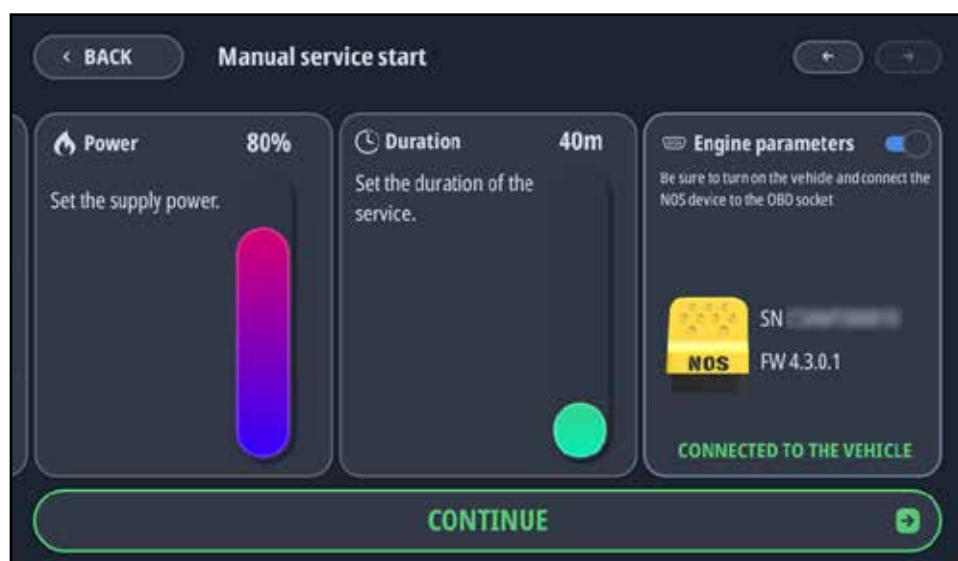 BACK
Manual service start
Power 80%
Set the supply power.
Duration 40m
Set the duration of the
service.
Engine parameters
Be sure to turn on the vehicle and connect the
NOS device to the OBD socket
SN
NOS
FW 4.3.0.1
CONNECTED TO THE VEHICLE
CONTINUE